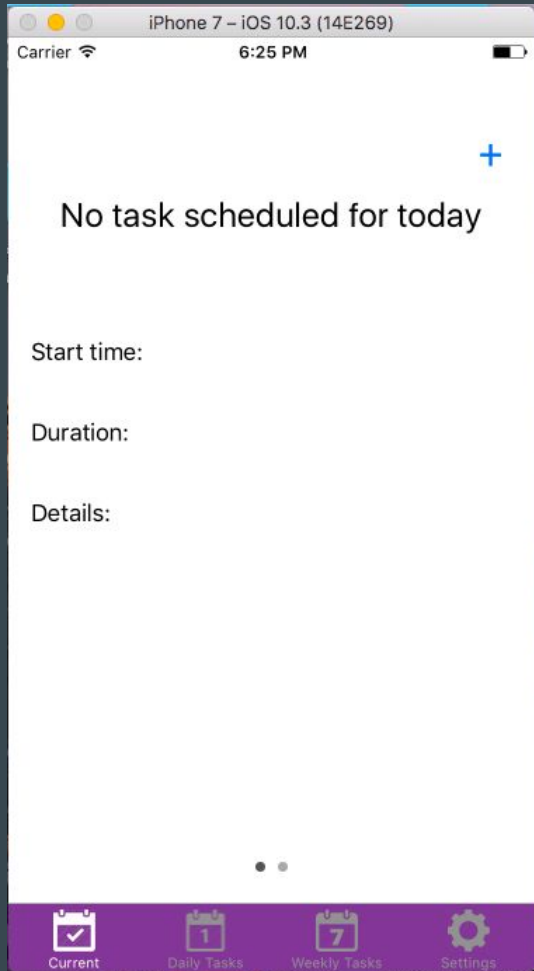 iPhone 7 – iOS 10.3 (14E269)
Carrier 6:25 PM
+
No task scheduled for today
Start time:
Duration:
Details:
1 7
Current Daily Tasks Weekly Tasks Settings